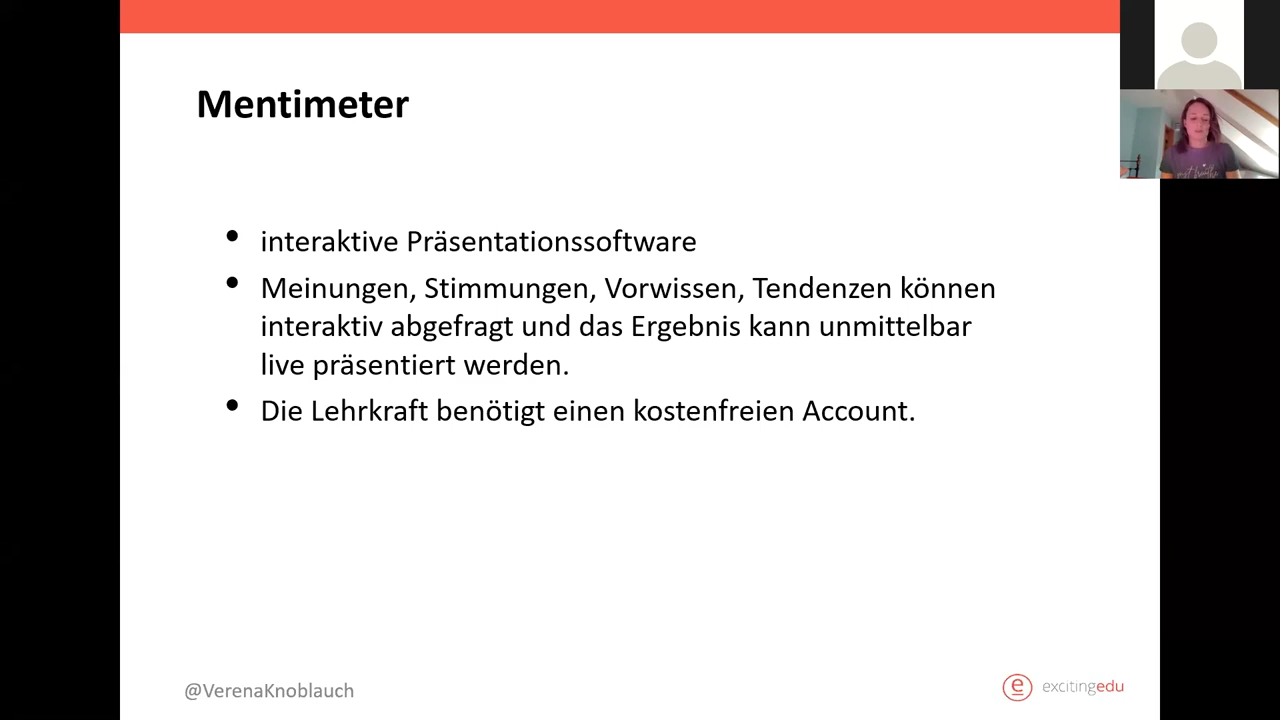 Mentimeter
• interaktive Präsentationssoftware
• Meinungen, Stimmungen, Vorwissen, Tendenzen können
interaktiv abgefragt und das Ergebnis kann unmittelbar
live präsentiert werden.
• Die Lehrkraft benötigt einen kostenfreien Account.
@VerenaKnoblauch
e excitingedu